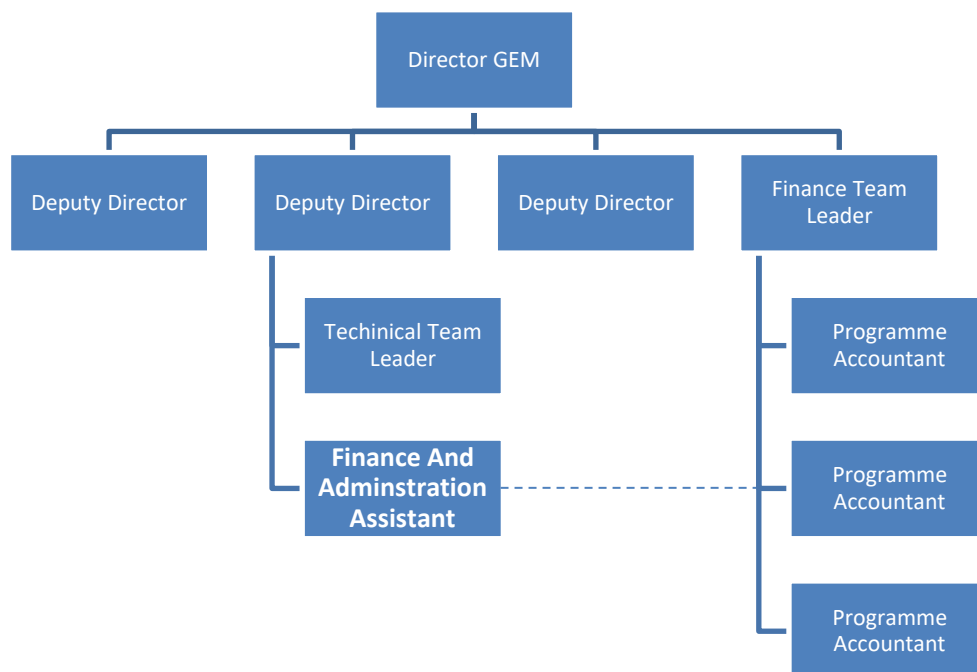 Director GEM
Deputy Director
Deputy Director
Deputy Director
Finance Team
Leader
Techinical Team
Leader
Programme
Accountant
Finance And
Adminstration
Assistant
Programme
Accountant
Programme
Accountant